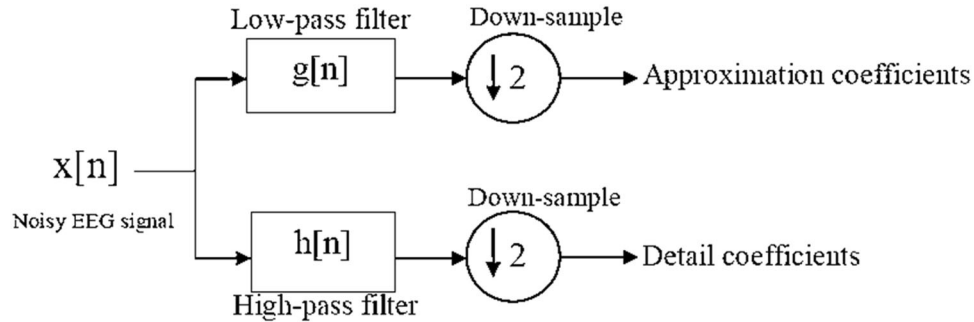 Low-pass filter
g[n]
Down-sample
↓ 2
Approximation coefficients
x[n]
Noisy EEG signal
h[n]
High-pass filter
Down-sample
↓ 2
Detail coefficients